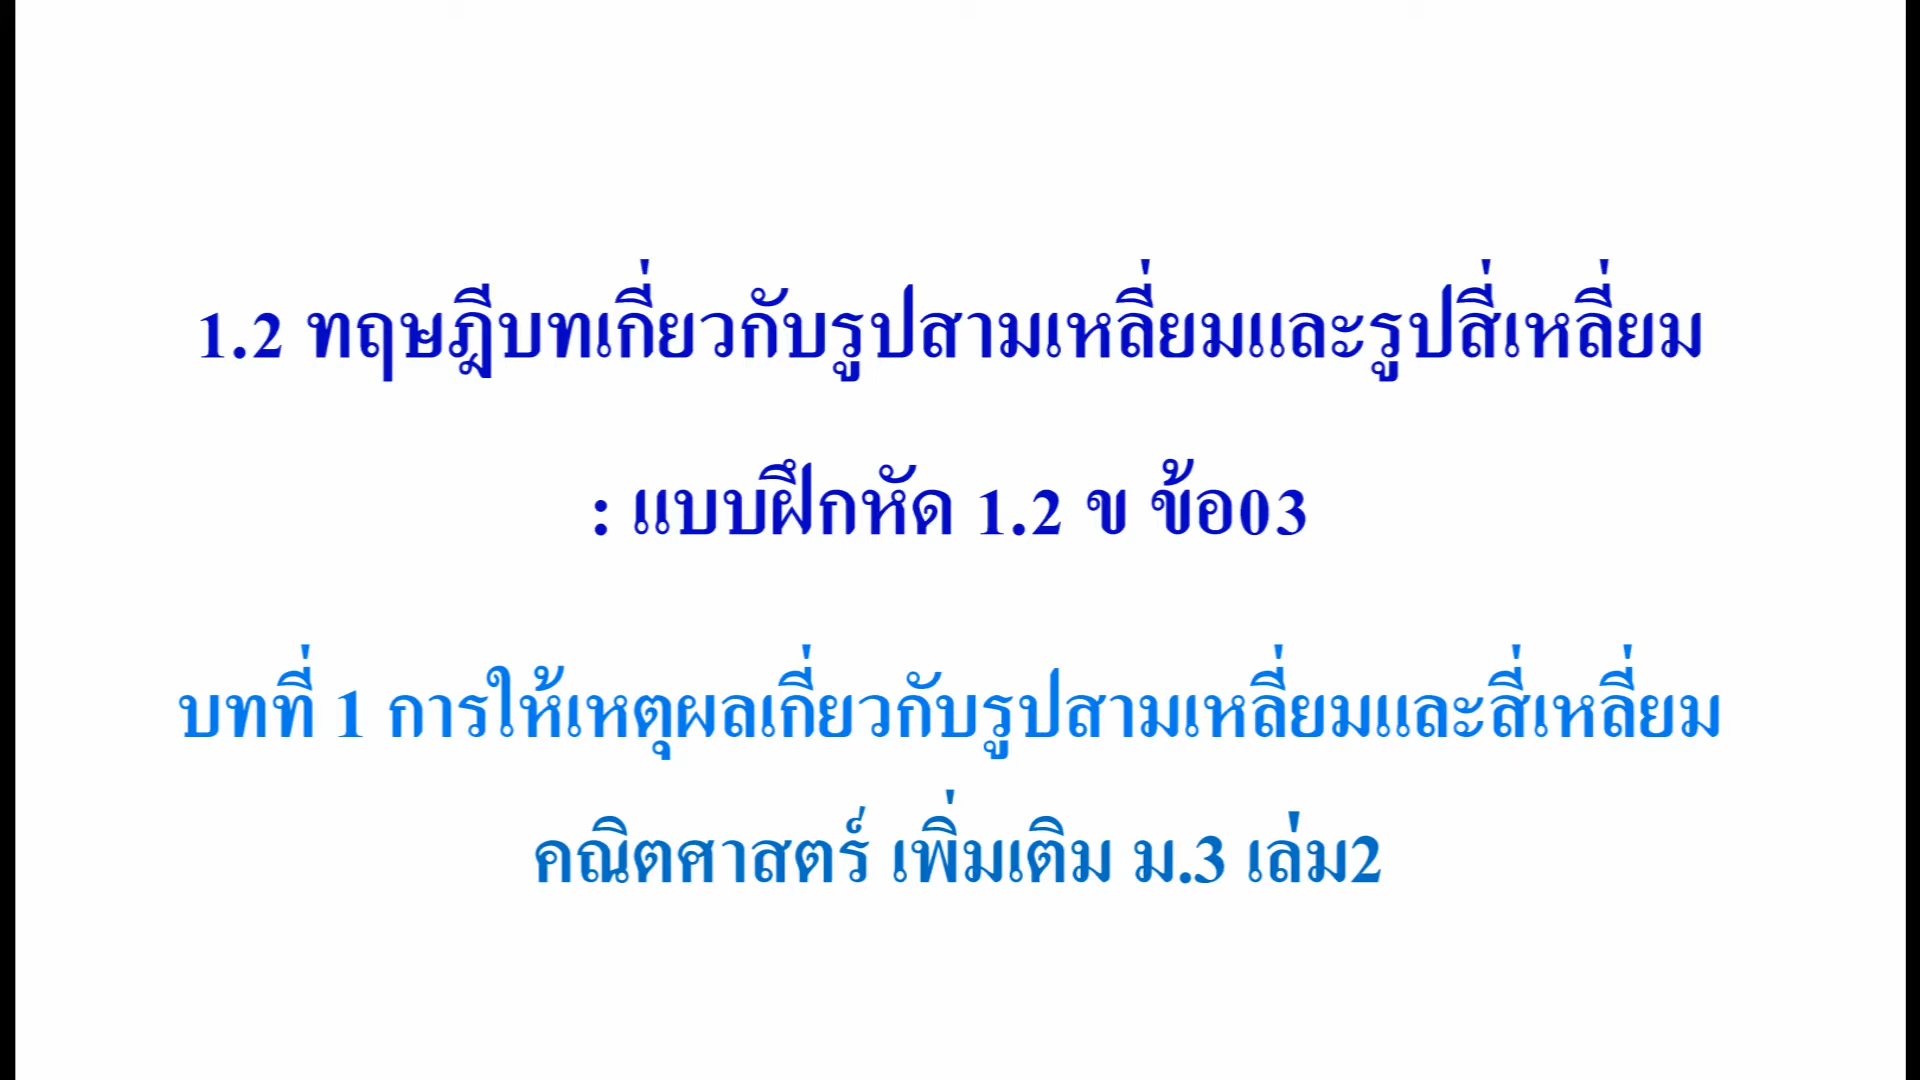 1.2 ทฤษฎีบทเกี่ยวกับรูปสามเหลี่ยมและรูปสี่เหลี่ยม
: แบบฝึกหัด 1.2 ข ข้อ03
บทที่ 1 การให้เหตุผลเกี่ยวกับรูปสามเหลี่ยมและสี่เหลี่ยม
คณิตศาสตร์ เพิ่มเติม ม.3 เล่ม2